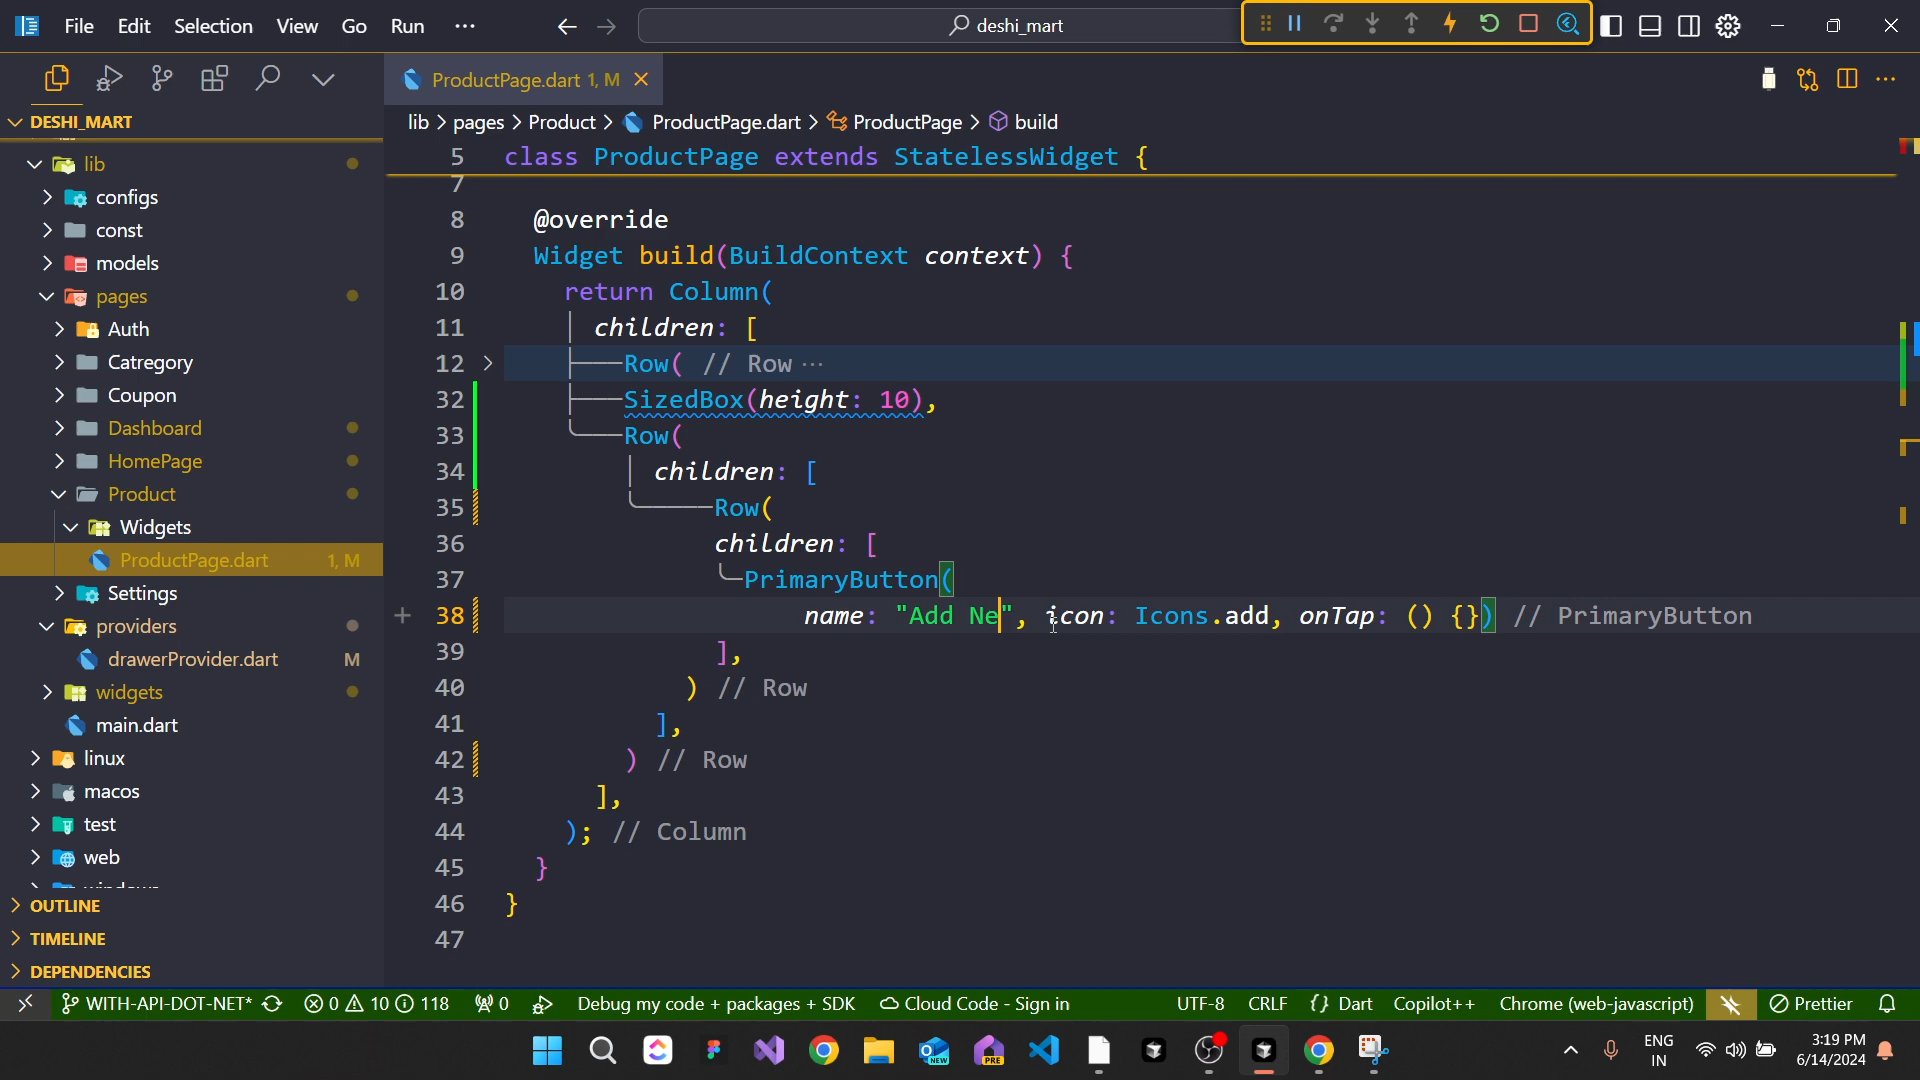 File Edit Selection View Go Run ··· deshi_mart
DESHI_MART
lib
configs
const
models
pages
Auth
Catregory
Coupon
Dashboard
HomePage
Product
Widgets
ProductPage.dart 1, M
Settings
providers
drawerProvider.dart M
widgets
main.dart
linux
macos
test
web
OUTLINE
TIMELINE
DEPENDENCIES
ProductPage.dart 1, M
lib > pages > Product > ProductPage.dart > ProductPage > build
5 class ProductPage extends StatelessWidget {
7
8 @override
9 Widget build(BuildContext context) {
10 return Column(
11 children: [
12 Row( // Row ···
32 SizedBox(height: 10),
33 Row(
34 children: [
35 Row(
36 children: [
37 PrimaryButton(
38 name: "Add Ne", icon: Icons.add, onTap: () {}) // PrimaryButton
39 ],
40 ) // Row
41 ],
42 ) // Row
43 ],
44 ); // Column
45 }
46 }
47
WITH-API-DOT-NET* 0 10 118 0 Debug my code + packages + SDK Cloud Code - Sign in UTF-8 CRLF {} Dart Copilot++ Chrome (web-javascript) Prettier
ENG
IN
3:19 PM
6/14/2024